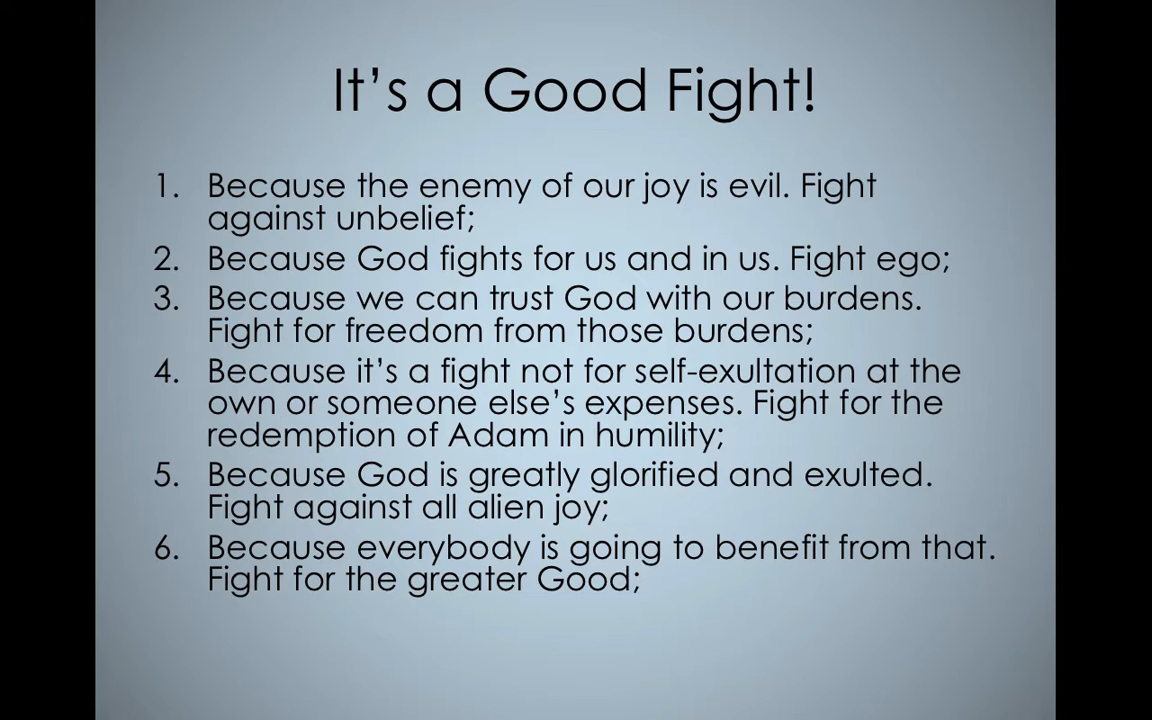 It’s a Good Fight!
1. Because the enemy of our joy is evil. Fight
against unbelief;
2. Because God fights for us and in us. Fight ego;
3. Because we can trust God with our burdens.
Fight for freedom from those burdens;
4. Because it’s a fight not for self-exultation at the
own or someone else’s expenses. Fight for the
redemption of Adam in humility;
5. Because God is greatly glorified and exulted.
Fight against all alien joy;
6. Because everybody is going to benefit from that.
Fight for the greater Good;